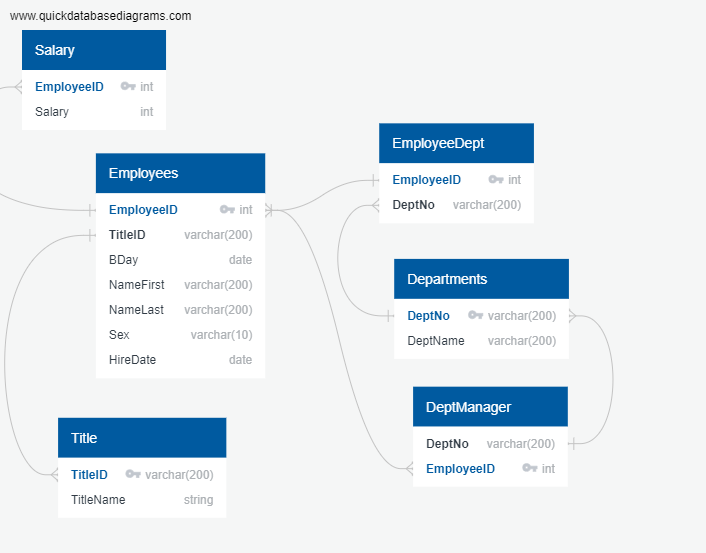 www.quickdatabasediagrams.com
Salary
EmployeeID int
Salary int
Employees
EmployeeID int
TitleID varchar(200)
BDay date
NameFirst varchar(200)
NameLast varchar(200)
Sex varchar(10)
HireDate date
Title
TitleID varchar(200)
TitleName string
EmployeeDept
EmployeeID int
DeptNo varchar(200)
Departments
DeptNo varchar(200)
DeptName varchar(200)
DeptManager
DeptNo varchar(200)
EmployeeID int